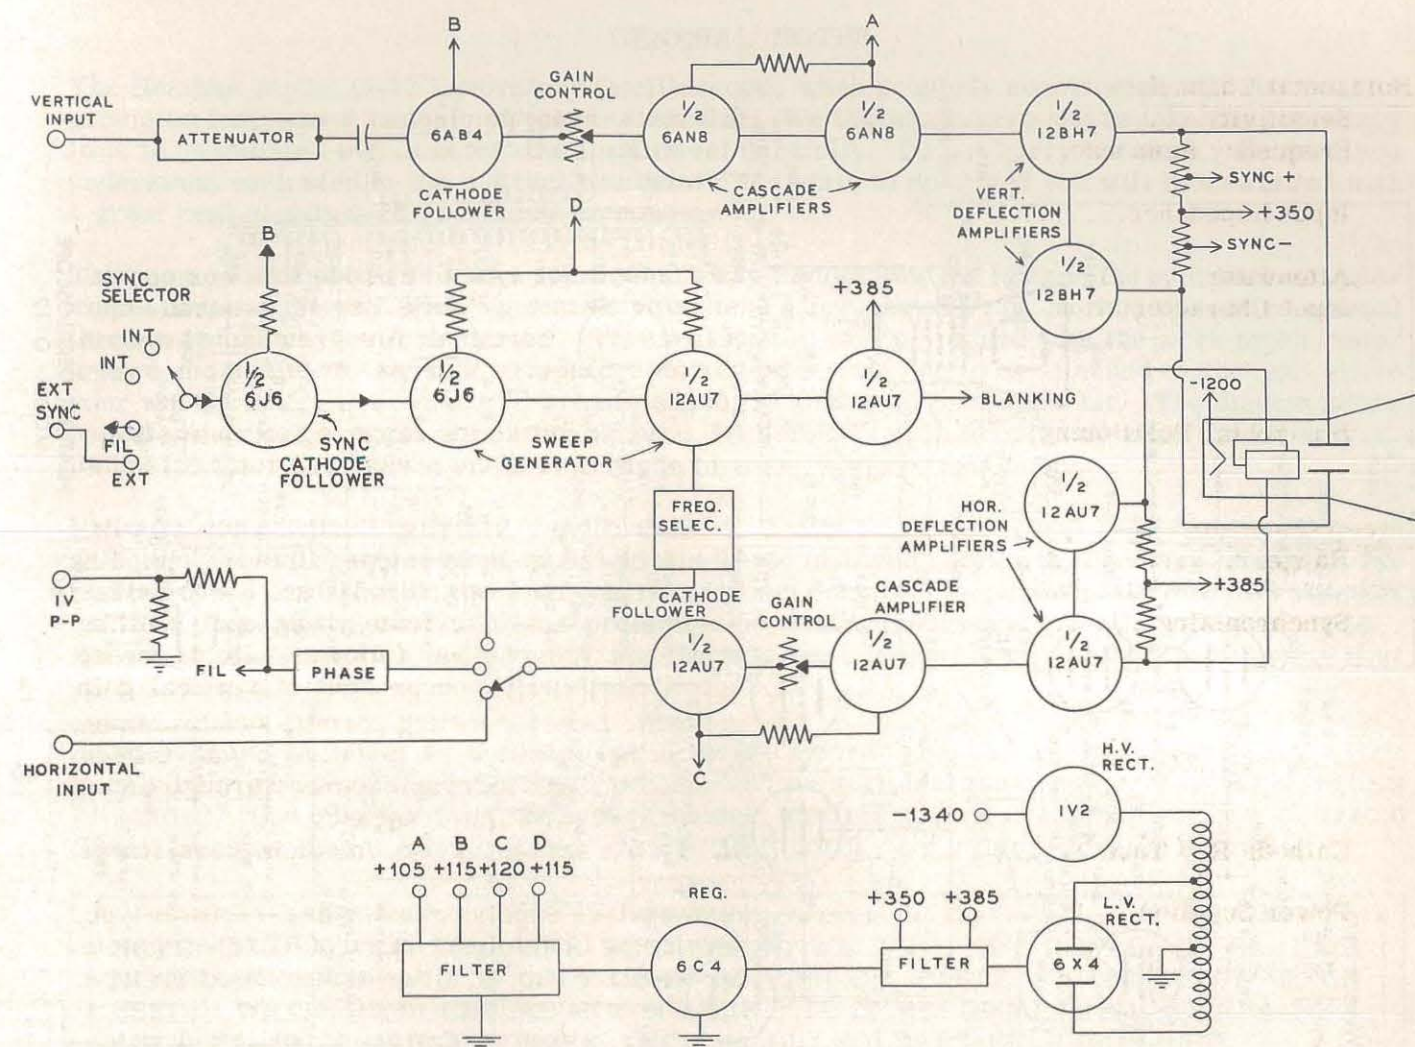 B
A
GAIN
CONTROL
VERTICAL
INPUT
ATTENUATOR
6AB4
1/2
6AN8
1/2
6AN8
1/2
12BH7
CATHODE
FOLLOWER
CASCADE
AMPLIFIERS
VERT.
DEFLECTION
AMPLIFIERS
SYNC +
+350
SYNC-
1/2
12BH7
D
B
+385
SYNC
SELECTOR
INT
INT
EXT
SYNC
FIL
EXT
1/2
6J6
1/2
6J6
1/2
12AU7
1/2
12AU7
BLANKING
-1200
SYNC
CATHODE
FOLLOWER
SWEEP
GENERATOR
FREQ.
SELEC.
HOR.
DEFLECTION
AMPLIFIERS
1/2
12AU7
+385
1V
P-P
FIL
PHASE
CATHODE
FOLLOWER
1/2
12AU7
GAIN
CONTROL
CASCADE
AMPLIFIER
1/2
12AU7
1/2
12AU7
HORIZONTAL
INPUT
C
H.V.
RECT.
-1340
1V2
A B C D
+105 +115 +120 +115
FILTER
REG.
6C4
+350 +385
FILTER
L.V.
RECT.
6X4